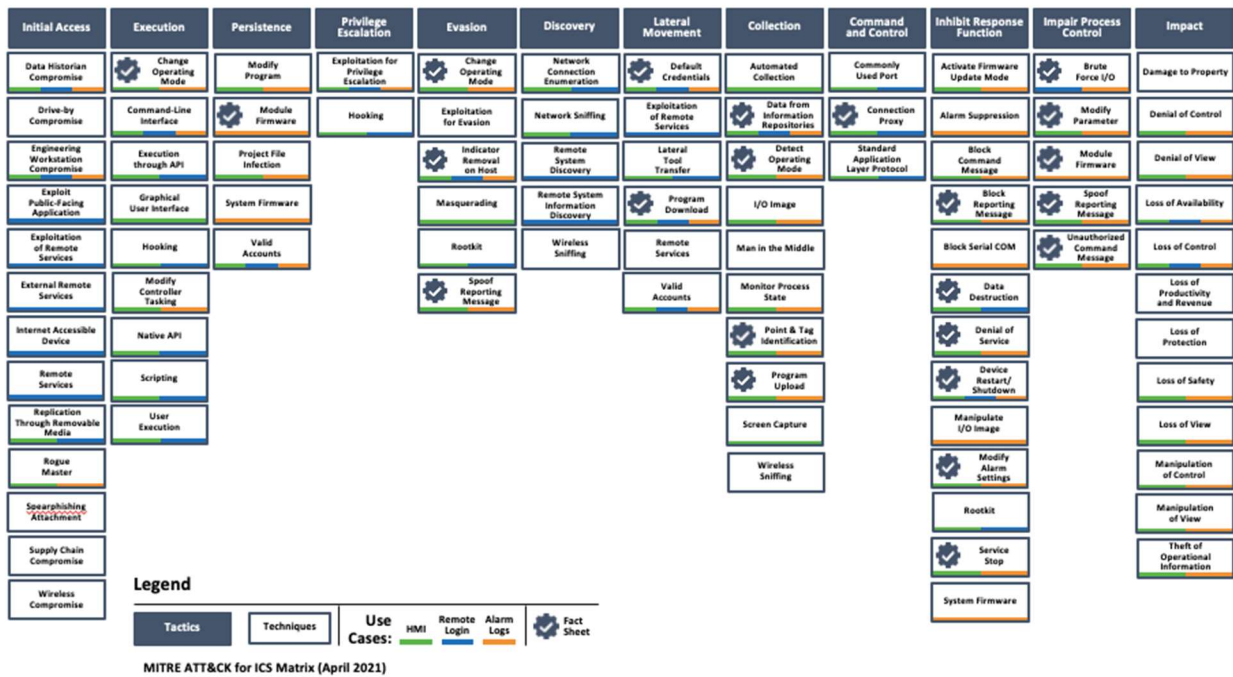 Initial Access
Data Historian
Compromise
Drive-by
Compromise
Engineering
Workstation
Compromise
Exploit
Public-Facing
Application
Exploitation
of Remote
Services
External Remote
Services
Internet Accessible
Device
Remote
Services
Replication
Through Removable
Media
Rogue
Master
Spearphishing
Attachment
Supply Chain
Compromise
Wireless
Compromise
Execution
Change
Operating
Mode
Command-Line
Interface
Execution
through API
Graphical
User Interface
Hooking
Modify
Controller
Tasking
Native API
Scripting
User
Execution
Persistence
Modify
Program
Module
Firmware
Project File
Infection
System Firmware
Valid
Accounts
Privilege
Escalation
Exploitation for
Privilege
Escalation
Hooking
Evasion
Change
Operating
Mode
Exploitation
for Evasion
Indicator
Removal
on Host
Masquerading
Rootkit
Spoof
Reporting
Message
Discovery
Network
Connection
Enumeration
Network Sniffing
Remote
System
Discovery
Remote System
Information
Discovery
Wireless
Sniffing
Lateral
Movement
Default
Credentials
Exploitation
of Remote
Services
Lateral
Tool
Transfer
Program
Download
Remote
Services
Valid
Accounts
Collection
Automated
Collection
Data from
Information
Repositories
Detect
Operating
Mode
I/O Image
Man in the Middle
Monitor Process
State
Point & Tag
Identification
Program
Upload
Screen Capture
Wireless
Sniffing
Command
and Control
Commonly
Used Port
Connection
Proxy
Standard
Application
Layer Protocol
Inhibit Response
Function
Activate Firmware
Update Mode
Alarm Suppression
Block
Command
Message
Block
Reporting
Message
Block Serial COM
Data
Destruction
Denial of
Service
Device
Restart/
Shutdown
Manipulate
I/O Image
Modify
Alarm
Settings
Rootkit
Service
Stop
System Firmware
Impair Process
Control
Brute
Force I/O
Modify
Parameter
Module
Firmware
Spoof
Reporting
Message
Unauthorized
Command
Message
Impact
Damage to Property
Denial of Control
Denial of View
Loss of Availability
Loss of Control
Loss of
Productivity
and Revenue
Loss of
Protection
Loss of Safety
Loss of View
Manipulation
of Control
Manipulation
of View
Theft of
Operational
Information
Legend
Tactics
Techniques
Use
Cases:
HMI
Remote
Login
Alarm
Logs
Fact
Sheet
MITRE ATT&CK for ICS Matrix (April 2021)